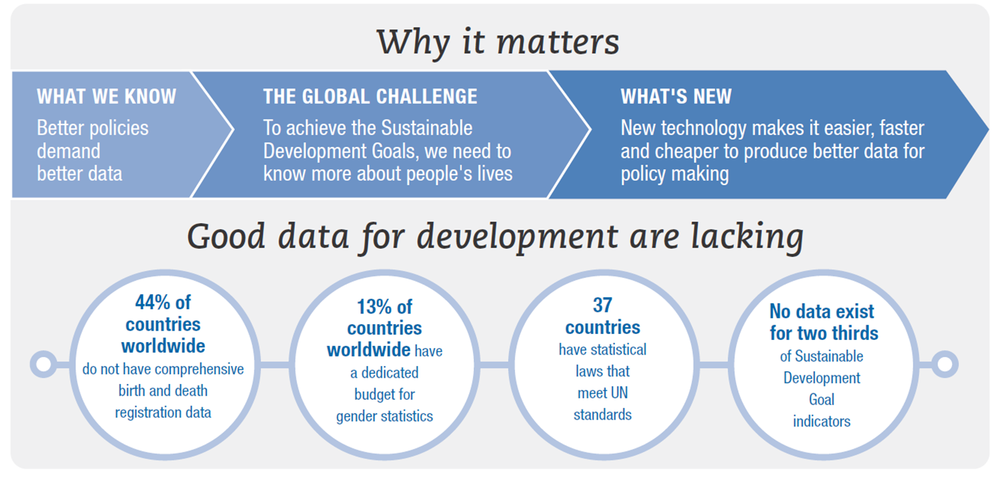 Why it matters
WHAT WE KNOW
Better policies
demand
better data
THE GLOBAL CHALLENGE
To achieve the Sustainable
Development Goals, we need to
know more about people's lives
WHAT'S NEW
New technology makes it easier, faster
and cheaper to produce better data for
policy making
Good data for development are lacking
44% of
countries
worldwide
do not have comprehensive
birth and death
registration data
13% of
countries
worldwide have
a dedicated
budget for
gender statistics
37
countries
have statistical
laws that
meet UN
standards
No data exist
for two thirds
of Sustainable
Development
Goal
indicators